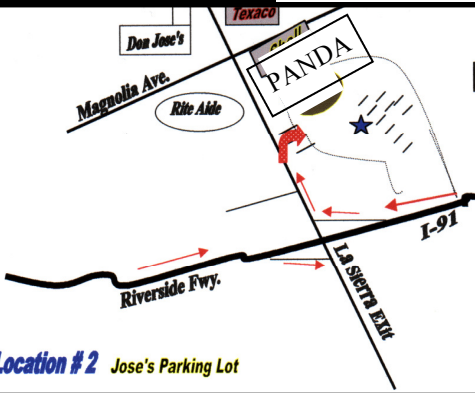 Texaco
Don Jose's
Shell
PANDA
Magnolia Ave.
Rite Aide
I-91
La Sierra EXit
Riverside Fwy.
Location # 2 Jose's Parking Lot